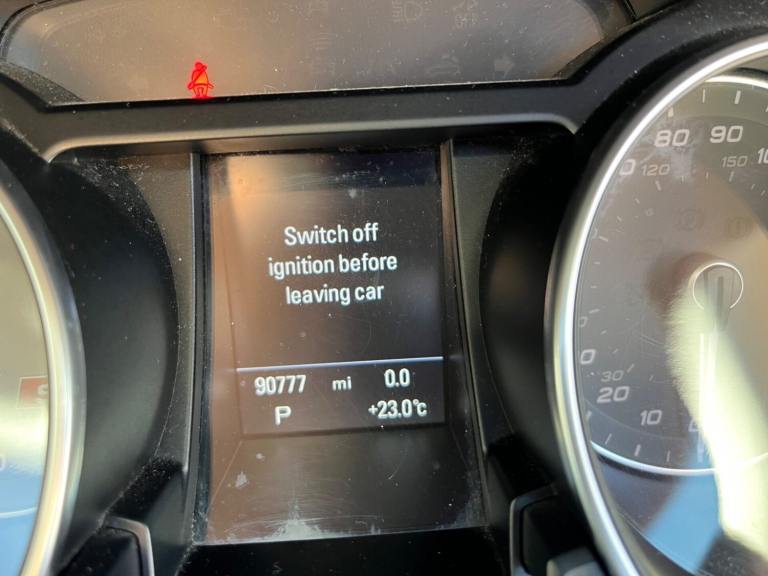 Switch off
ignition before
leaving car
90777 mi 0.0
P +23.0°c
80 90
120 150
30
20
10